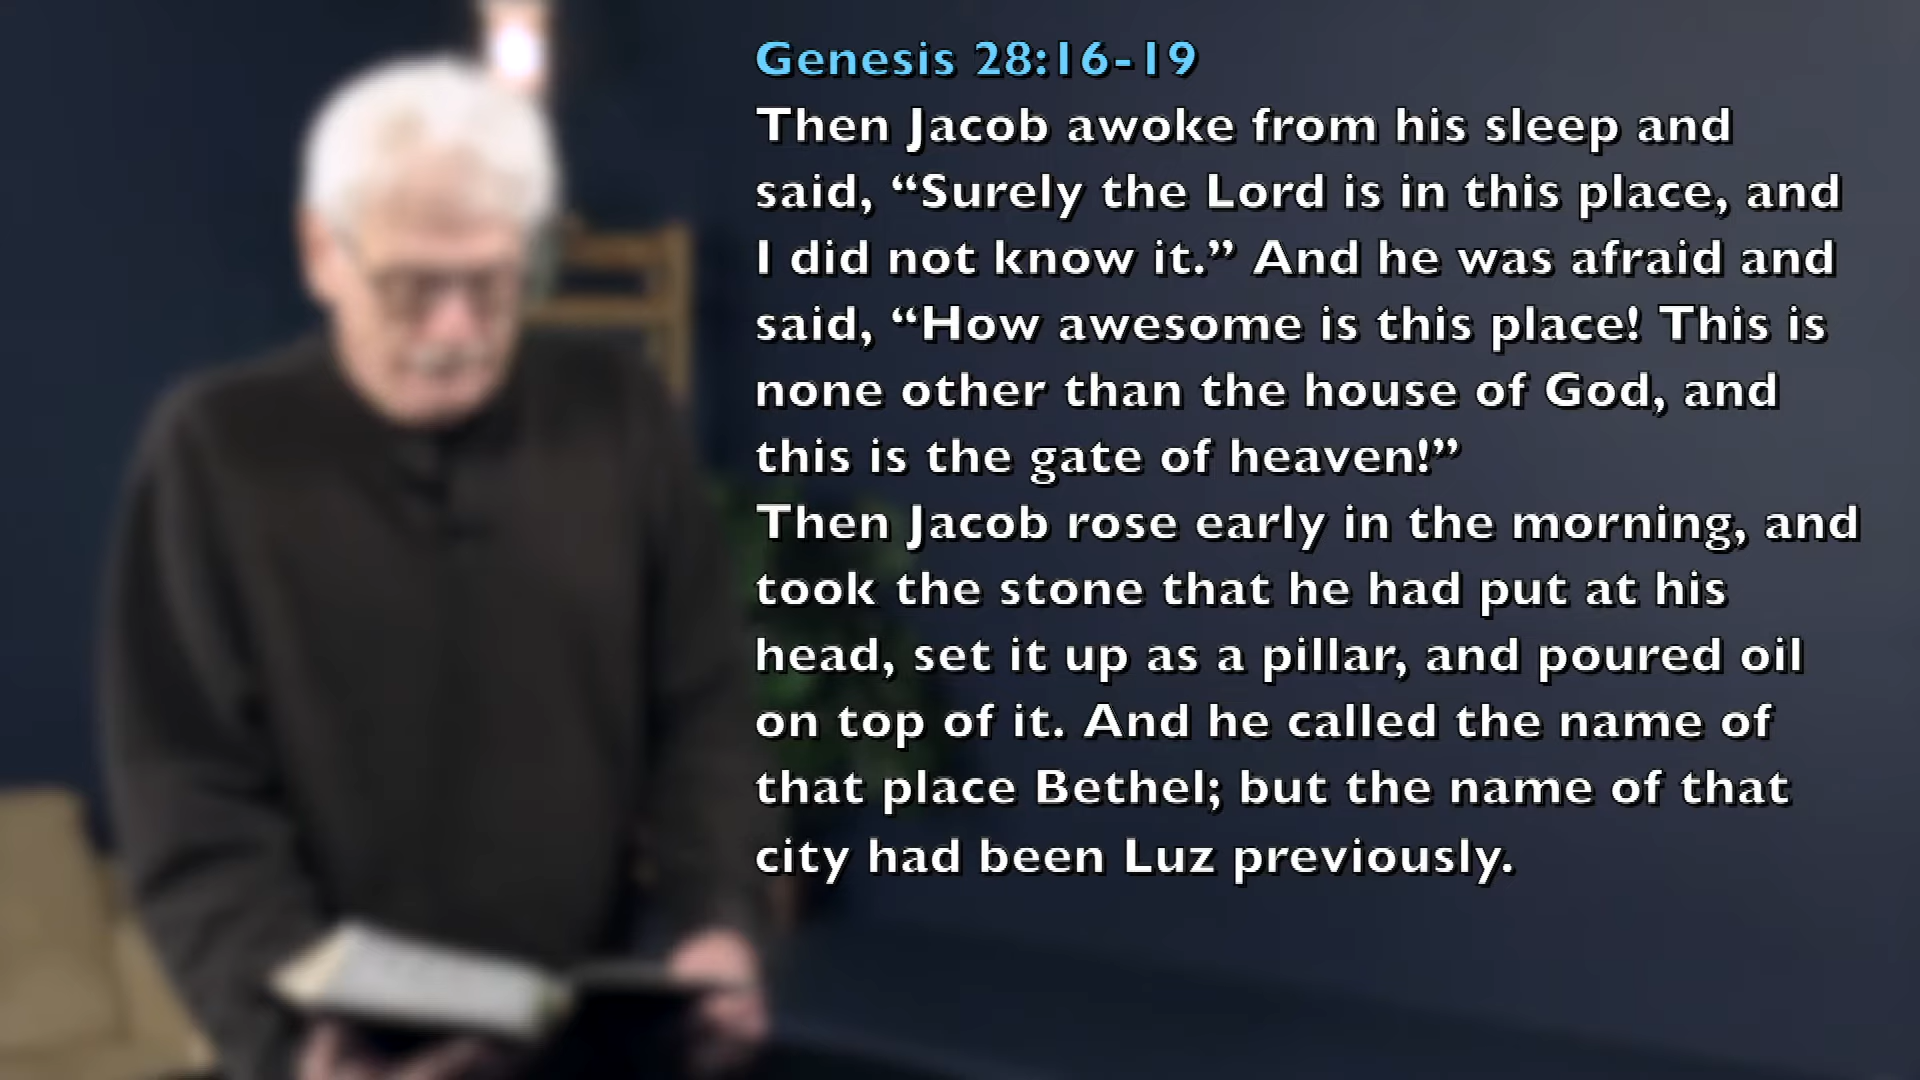 Genesis 28:16-19
Then Jacob awoke from his sleep and
said, “Surely the Lord is in this place, and
I did not know it.” And he was afraid and
said, “How awesome is this place! This is
none other than the house of God, and
this is the gate of heaven!”
Then Jacob rose early in the morning, and
took the stone that he had put at his
head, set it up as a pillar, and poured oil
on top of it. And he called the name of
that place Bethel; but the name of that
city had been Luz previously.